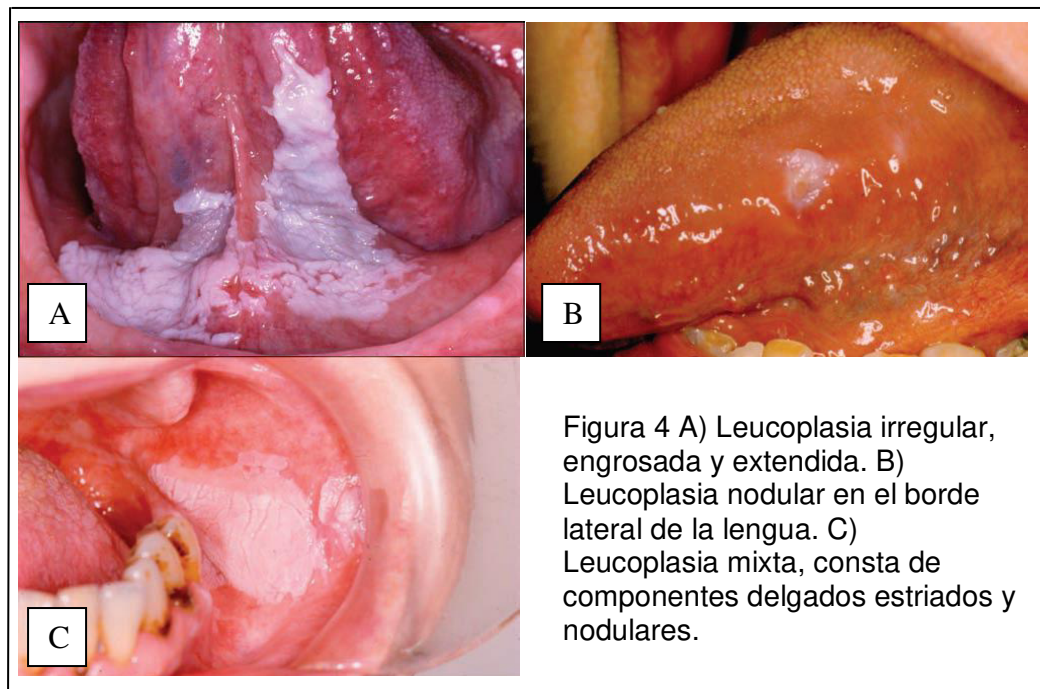 A
B
C
Figura 4 A) Leucoplasia irregular,
engrosada y extendida. B)
Leucoplasia nodular en el borde
lateral de la lengua. C)
Leucoplasia mixta, consta de
componentes delgados estriados y
nodulares.